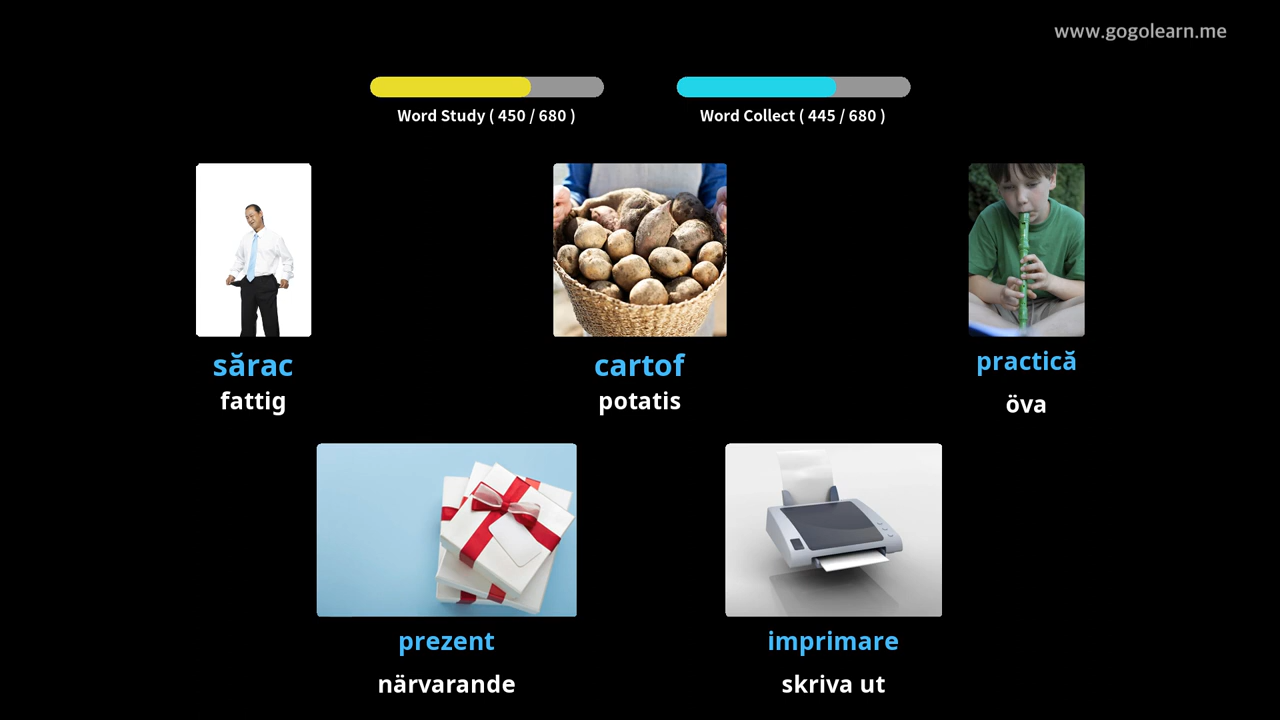 www.gogolearn.me
Word Study ( 450 / 680 )
Word Collect ( 445 / 680 )
sărac
fattig
cartof
potatis
practică
öva
prezent
närvarande
imprimare
skriva ut